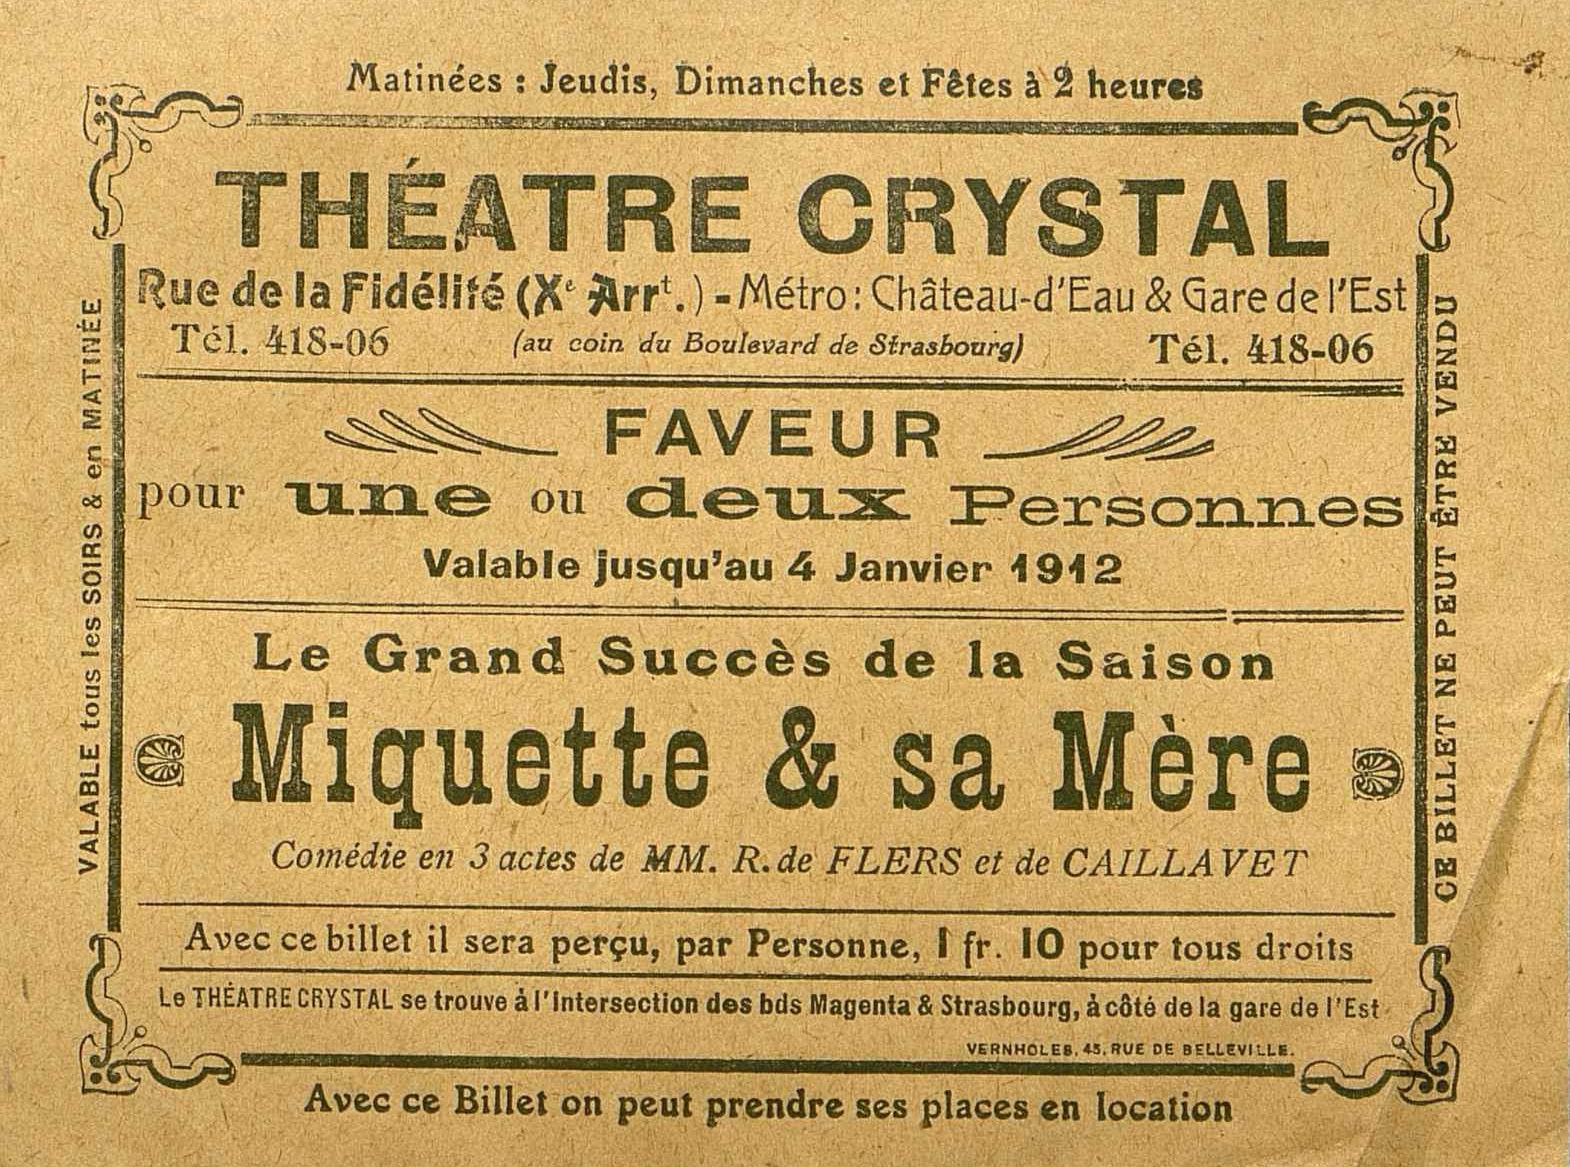 Matinées : Jeudis, Dimanches et Fêtes à 2 heures
THÉATRE CRYSTAL
Rue de la Fidélité (Xe Arrt.) - Métro : Château-d'Eau & Gare de l'Est
Tél. 418-06 (au coin du Boulevard de Strasbourg) Tél. 418-06
FAVEUR
pour une ou deux Personnes
Valable jusqu'au 4 Janvier 1912
Le Grand Succès de la Saison
Miquette & sa Mère
Comédie en 3 actes de MM. R. de FLERS et de CAILLAVET
Avec ce billet il sera perçu, par Personne, 1 fr. 10 pour tous droits
Le THÉATRE CRYSTAL se trouve à l'intersection des bds Magenta & Strasbourg, à côté de la gare de l'Est
VERNHOLES, 45, RUE DE BELLEVILLE.
Avec ce Billet on peut prendre ses places en location
VALABLE tous les SOIRS & en MATINÉE
CE BILLET NE PEUT ÊTRE VENDU